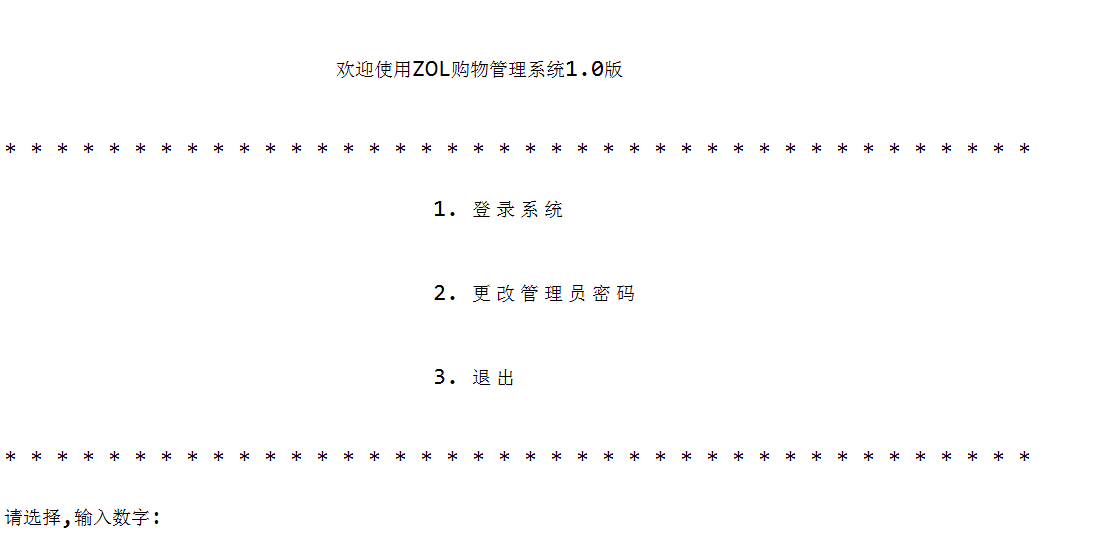 欢迎使用ZOL购物管理系统1.0版
* * * * * * * * * * * * * * * * * * * * * * * * * * * * * * * * * * * * * * * *
1. 登 录 系 统
2. 更 改 管 理 员 密 码
3. 退 出
* * * * * * * * * * * * * * * * * * * * * * * * * * * * * * * * * * * * * * * *
请选择,输入数字: